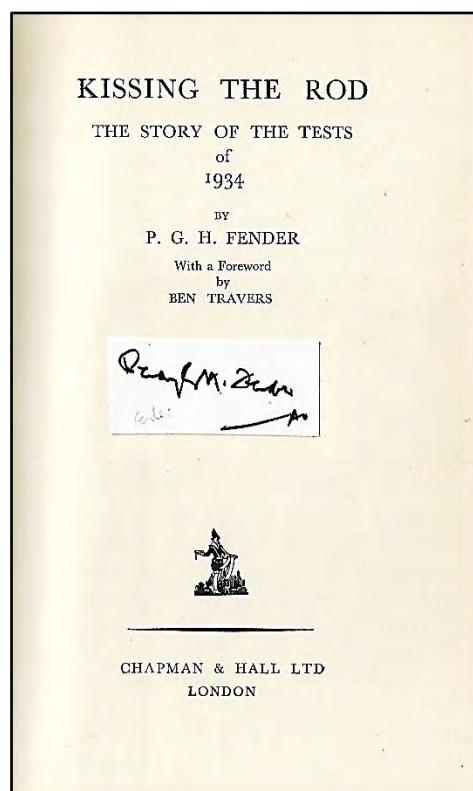 KISSING THE ROD
THE STORY OF THE TESTS
of
1934
BY
P. G. H. FENDER
With a Foreword
by
BEN TRAVERS
Fender
CHAPMAN & HALL LTD
LONDON